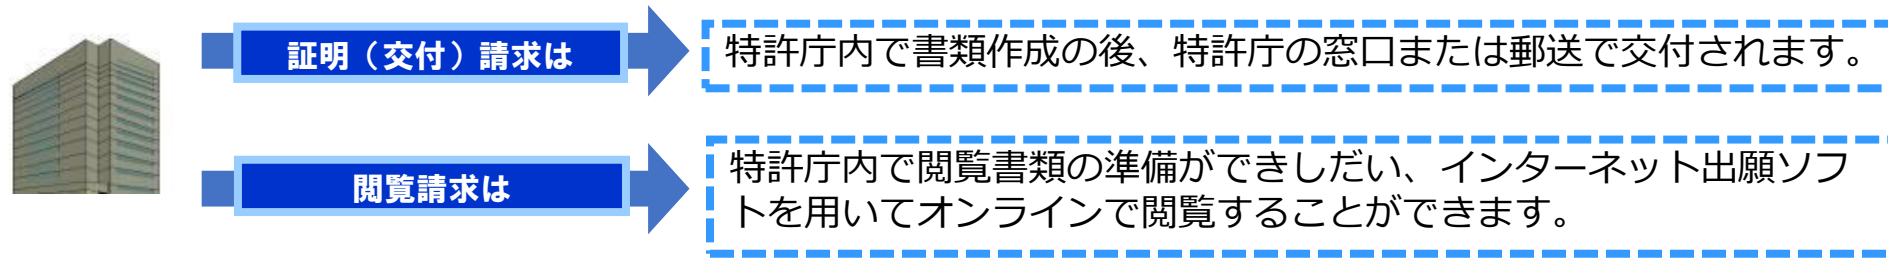 証明（交付）請求は
特許庁内で書類作成の後、特許庁の窓口または郵送で交付されます。
閲覧請求は
特許庁内で閲覧書類の準備ができしだい、インターネット出願ソフ
トを用いてオンラインで閲覧することができます。